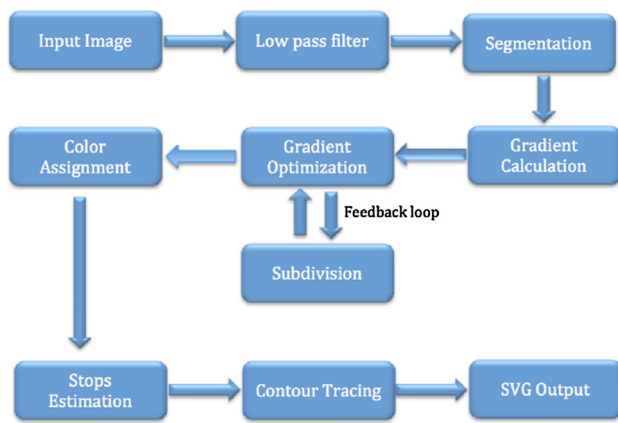 Input Image
Low pass filter
Segmentation
Color
Assignment
Gradient
Optimization
Gradient
Calculation
Feedback loop
Subdivision
Stops
Estimation
Contour Tracing
SVG Output